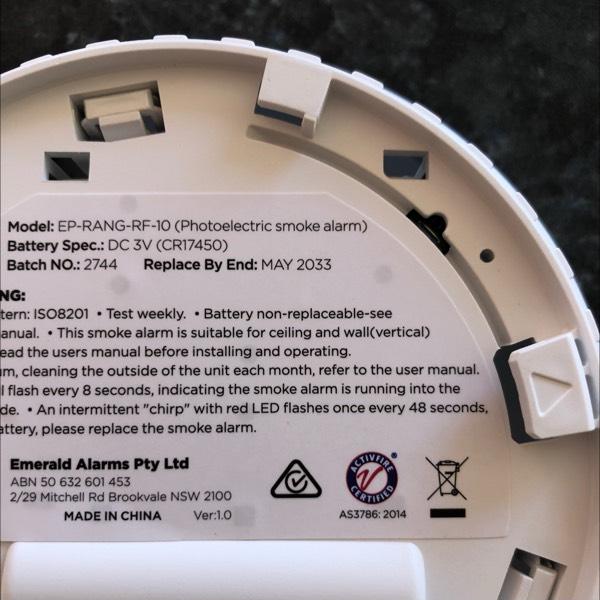 Model: EP-RANG-RF-10 (Photoelectric smoke alarm)
Battery Spec.: DC 3V (CR17450)
Batch NO.: 2744 Replace By End: MAY 2033
NG:
tern: ISO8201 • Test weekly. • Battery non-replaceable-see
anual. • This smoke alarm is suitable for ceiling and wall(vertical)
ead the users manual before installing and operating.
um, cleaning the outside of the unit each month, refer to the user manual.
l flash every 8 seconds, indicating the smoke alarm is running into the
de. • An intermittent "chirp" with red LED flashes once every 48 seconds,
attery, please replace the smoke alarm.
Emerald Alarms Pty Ltd
ABN 50 632 601 453
2/29 Mitchell Rd Brookvale NSW 2100
MADE IN CHINA Ver:1.0
ACTIVFIRE
CERTIFIED
AS3786: 2014